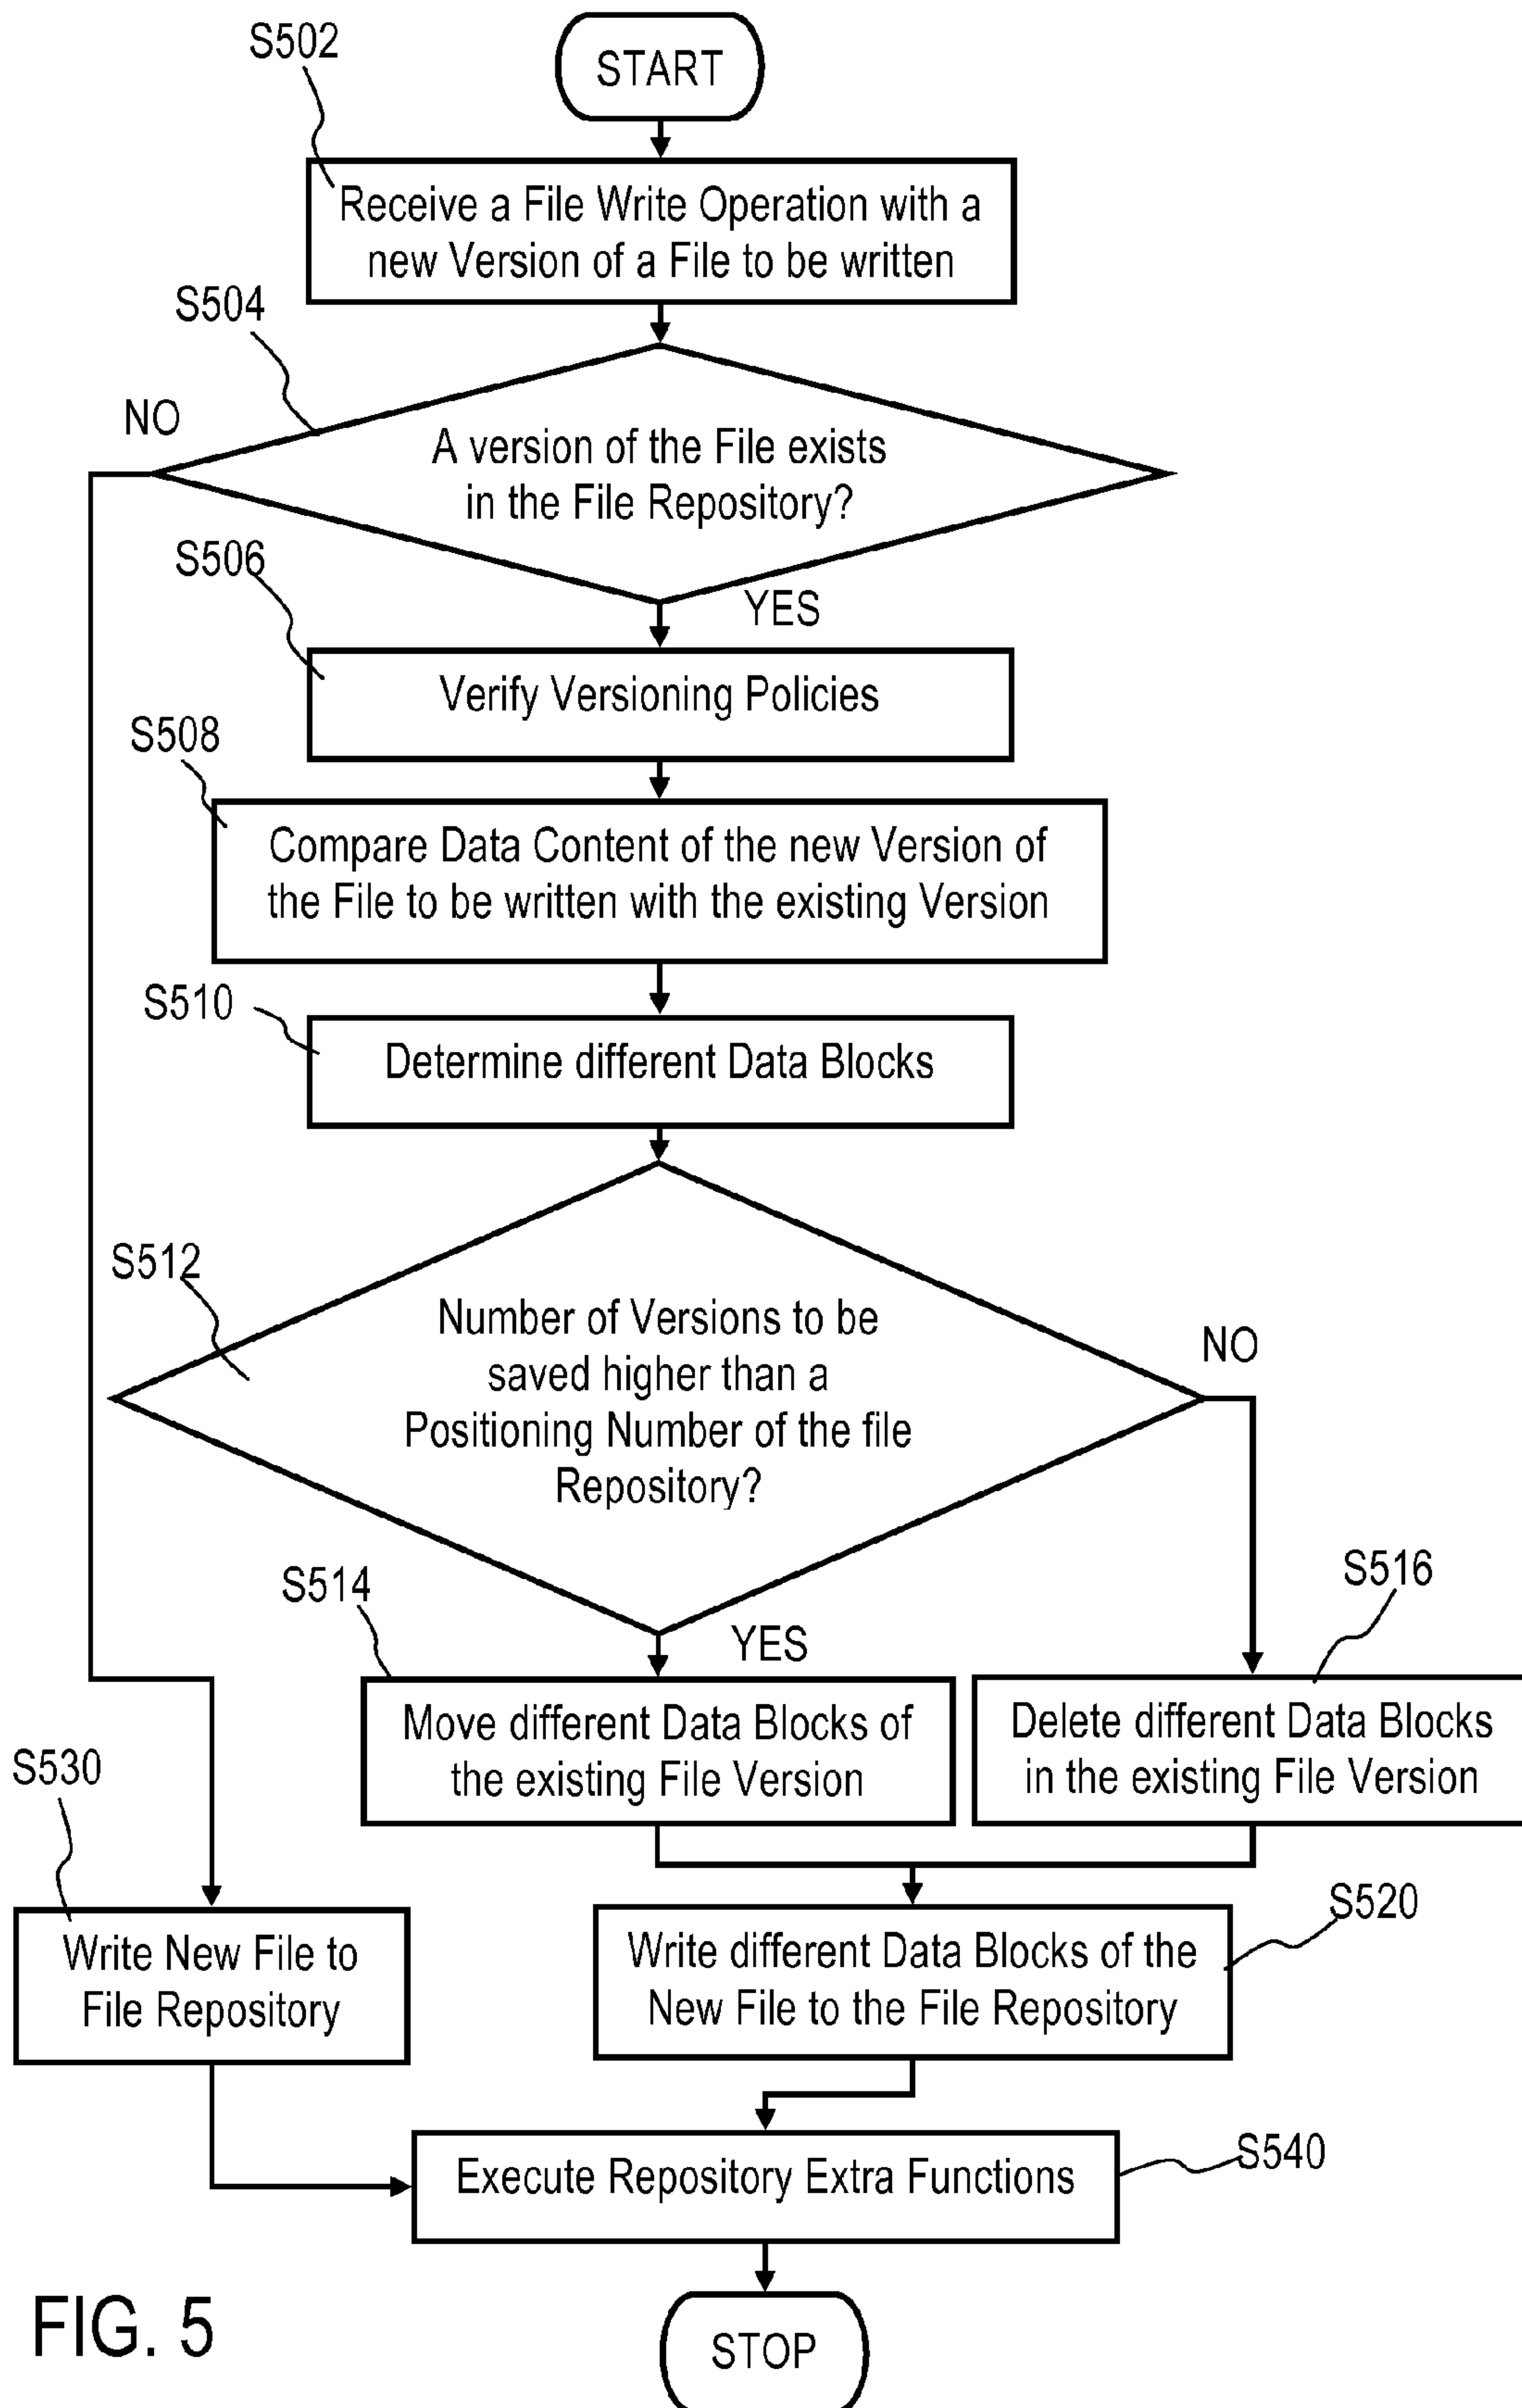 S502
START
Receive a File Write Operation with a
new Version of a File to be written
S504
NO
A version of the File exists
in the File Repository?
S506
YES
Verify Versioning Policies
S508
Compare Data Content of the new Version of
the File to be written with the existing Version
S510
Determine different Data Blocks
S512
Number of Versions to be
saved higher than a
Positioning Number of the file
Repository?
NO
S514
YES
S516
Move different Data Blocks of
the existing File Version
Delete different Data Blocks
in the existing File Version
S530
Write New File to
File Repository
S520
Write different Data Blocks of the
New File to the File Repository
Execute Repository Extra Functions
S540
FIG. 5
STOP